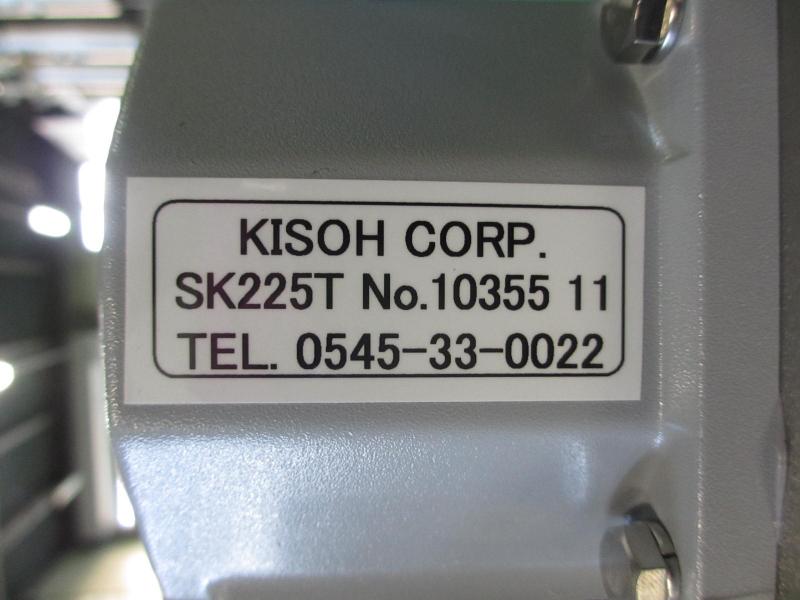 KISOH CORP.
SK225T No.10355 11
TEL. 0545-33-0022